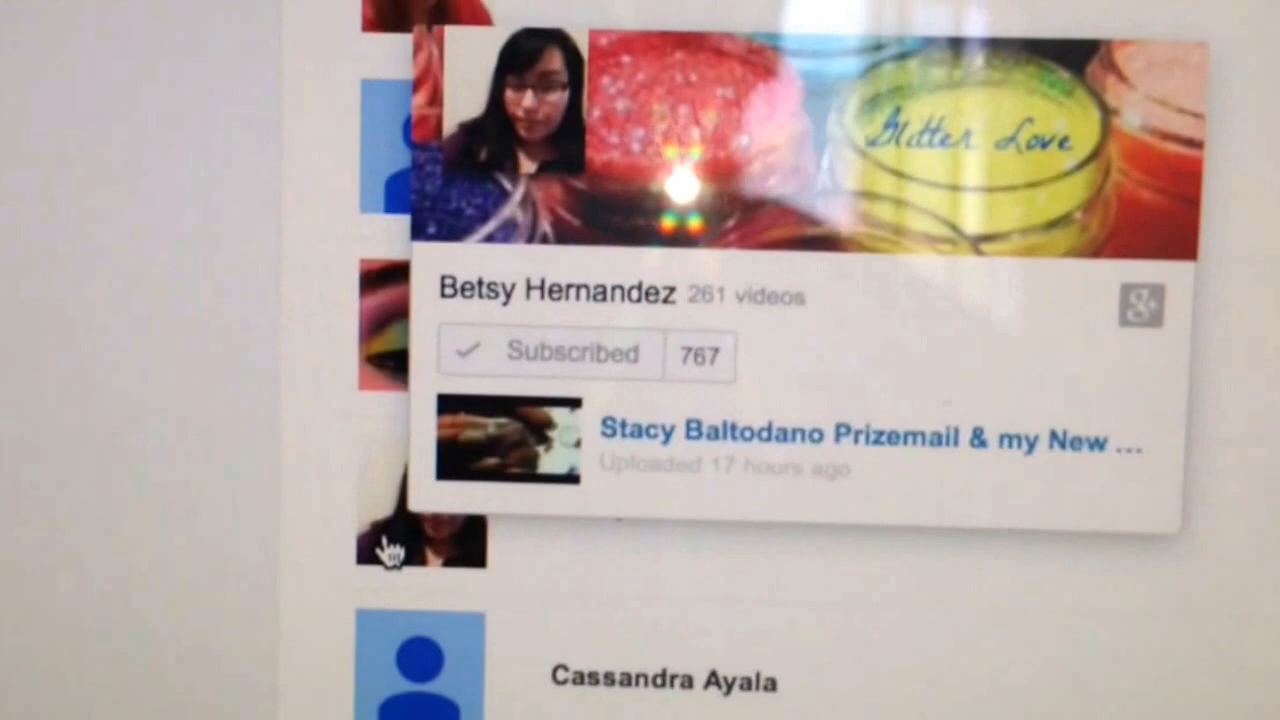 Glitter Love
Betsy Hernandez 261 videos
g+
Subscribed 767
Stacy Baltodano Prizemail & my New ...
Uploaded 17 hours ago
Cassandra Ayala